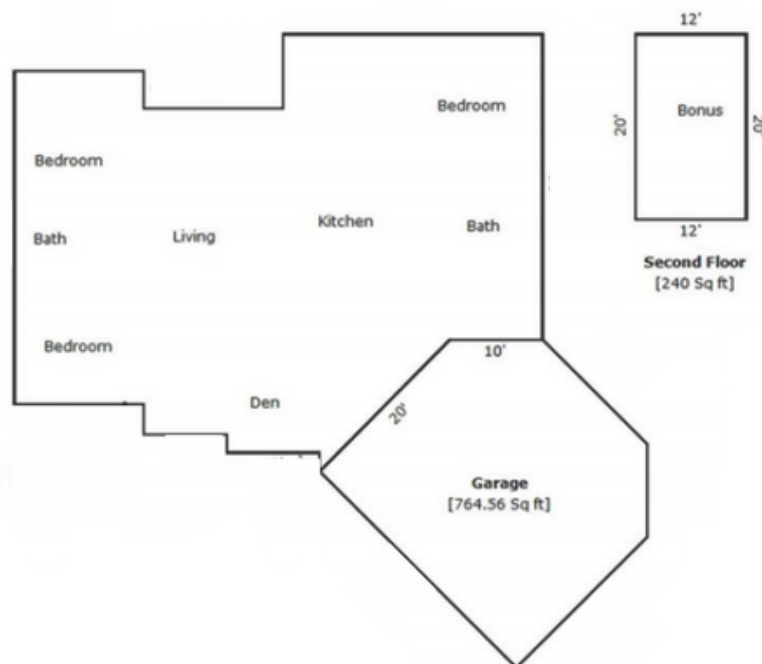 12'
Bedroom
Bonus
20'
20'
Bedroom
Kitchen
Bath
Living
Bath
12'
Second Floor
[240 Sq ft]
Bedroom
10'
Den
20'
Garage
[764.56 Sq ft]